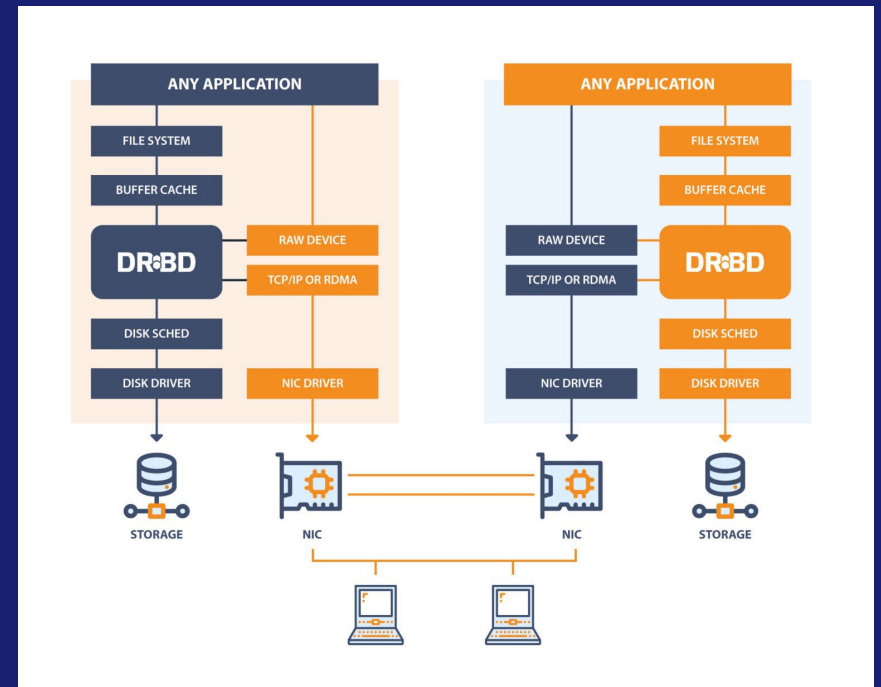 ANY APPLICATION
FILE SYSTEM
BUFFER CACHE
DRBD
RAW DEVICE
TCP/IP OR RDMA
DISK SCHED
DISK DRIVER
NIC DRIVER
STORAGE
NIC
ANY APPLICATION
FILE SYSTEM
BUFFER CACHE
RAW DEVICE
TCP/IP OR RDMA
DRBD
DISK SCHED
NIC DRIVER
DISK DRIVER
NIC
STORAGE